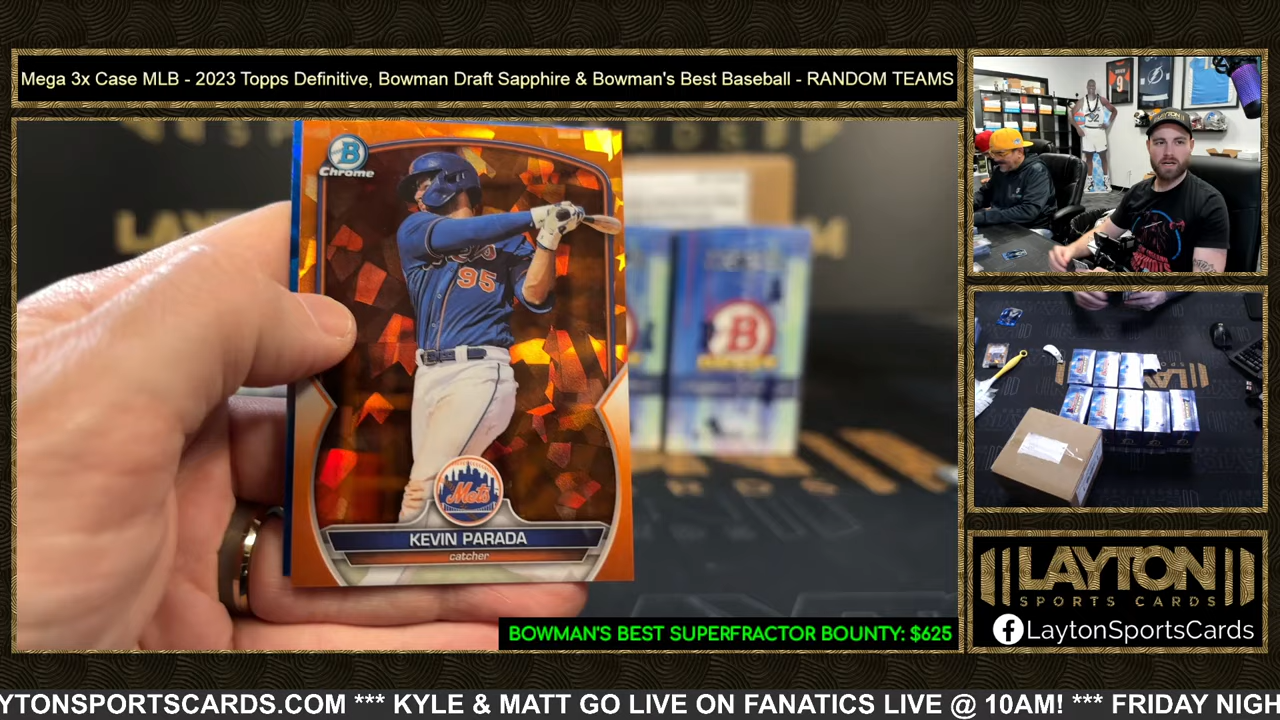 Mega 3x Case MLB - 2023 Topps Definitive, Bowman Draft Sapphire & Bowman's Best Baseball - RANDOM TEAMS
B
Chrome
95
Mets
KEVIN PARADA
catcher
B
BOWMAN'S BEST SUPERFRACTOR BOUNTY: $625
LAYTON
LAYTON
SPORTS CARDS
LaytonSportsCards
YTONSPORTSCARDS.COM *** KYLE & MATT GO LIVE ON FANATICS LIVE @ 10AM! *** FRIDAY NIGH